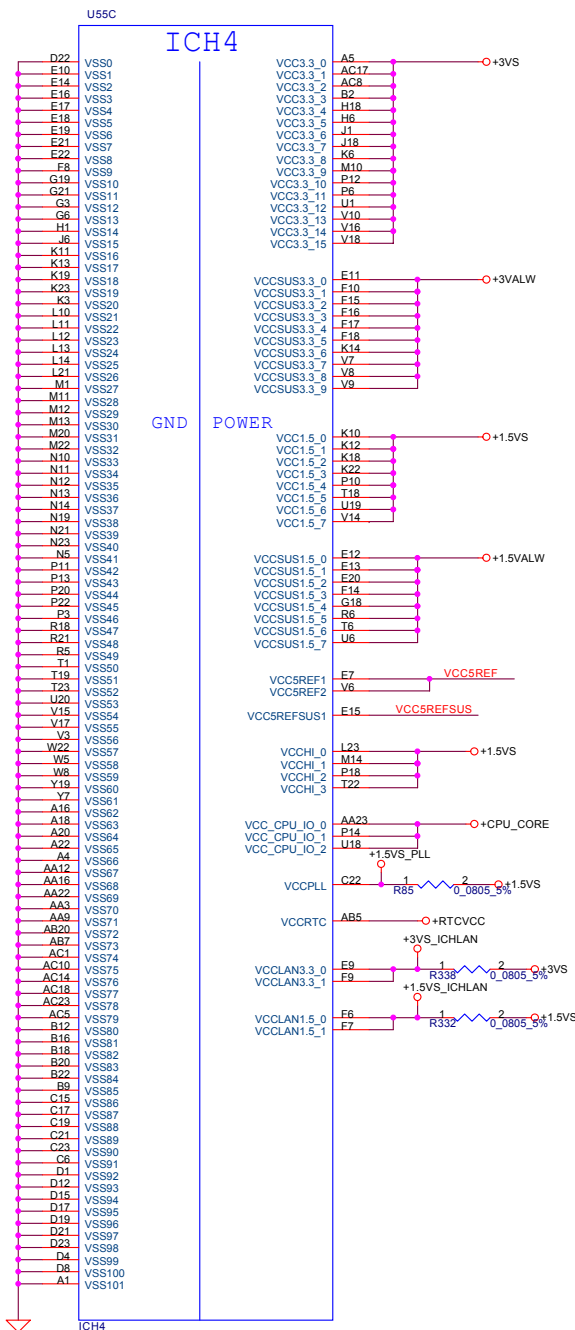 U55C
ICH4
D22 VSS0
E10 VSS1
E14 VSS2
E16 VSS3
E17 VSS4
E18 VSS5
E19 VSS6
E21 VSS7
E22 VSS8
F8 VSS9
G19 VSS10
G21 VSS11
G3 VSS12
G6 VSS13
H1 VSS14
J6 VSS15
K11 VSS16
K13 VSS17
K19 VSS18
K23 VSS19
K3 VSS20
L10 VSS21
L11 VSS22
L12 VSS23
L13 VSS24
L14 VSS25
L21 VSS26
M1 VSS27
M11 VSS28
M12 VSS29
M13 VSS30
M20 VSS31
M22 VSS32
N10 VSS33
N11 VSS34
N12 VSS35
N13 VSS36
N14 VSS37
N19 VSS38
N21 VSS39
N23 VSS40
N5 VSS41
P11 VSS42
P13 VSS43
P20 VSS44
P22 VSS45
P3 VSS46
R18 VSS47
R21 VSS48
R5 VSS49
T1 VSS50
T19 VSS51
T23 VSS52
U20 VSS53
V15 VSS54
V17 VSS55
V3 VSS56
W22 VSS57
W5 VSS58
W8 VSS59
Y19 VSS60
Y7 VSS61
A16 VSS62
A18 VSS63
A20 VSS64
A22 VSS65
A4 VSS66
AA12 VSS67
AA16 VSS68
AA22 VSS69
AA3 VSS70
AA9 VSS71
AB20 VSS72
AB7 VSS73
AC1 VSS74
AC10 VSS75
AC14 VSS76
AC18 VSS77
AC23 VSS78
AC5 VSS79
B12 VSS80
B16 VSS81
B18 VSS82
B20 VSS83
B22 VSS84
B9 VSS85
C15 VSS86
C17 VSS87
C19 VSS88
C21 VSS89
C23 VSS90
C6 VSS91
D1 VSS92
D12 VSS93
D15 VSS94
D17 VSS95
D19 VSS96
D21 VSS97
D23 VSS98
D4 VSS99
D8 VSS100
A1 VSS101
GND POWER
VCC3.3_0 A5 +3VS
VCC3.3_1 AC17
VCC3.3_2 AC8
VCC3.3_3 B2
VCC3.3_4 H18
VCC3.3_5 H6
VCC3.3_6 J1
VCC3.3_7 J18
VCC3.3_8 K6
VCC3.3_9 M10
VCC3.3_10 P12
VCC3.3_11 P6
VCC3.3_12 U1
VCC3.3_13 V10
VCC3.3_14 V16
VCC3.3_15 V18
VCCSUS3.3_0 E11 +3VALW
VCCSUS3.3_1 F10
VCCSUS3.3_2 F15
VCCSUS3.3_3 F16
VCCSUS3.3_4 F17
VCCSUS3.3_5 F18
VCCSUS3.3_6 K14
VCCSUS3.3_7 V7
VCCSUS3.3_8 V8
VCCSUS3.3_9 V9
VCC1.5_0 K10 +1.5VS
VCC1.5_1 K12
VCC1.5_2 K18
VCC1.5_3 K22
VCC1.5_4 P10
VCC1.5_5 T18
VCC1.5_6 U19
VCC1.5_7 V14
VCCSUS1.5_0 E12 +1.5VALW
VCCSUS1.5_1 E13
VCCSUS1.5_2 E20
VCCSUS1.5_3 F14
VCCSUS1.5_4 G18
VCCSUS1.5_5 R6
VCCSUS1.5_6 T6
VCCSUS1.5_7 U6
VCC5REF1 E7 VCC5REF
VCC5REF2 V6
VCC5REFSUS1 E15 VCC5REFSUS
VCCHI_0 L23 +1.5VS
VCCHI_1 M14
VCCHI_2 P18
VCCHI_3 T22
VCC_CPU_IO_0 AA23 +CPU_CORE
VCC_CPU_IO_1 P14
VCC_CPU_IO_2 U18
+1.5VS_PLL
VCCPLL C22 1 2 +1.5VS
R85 0_0805_5%
VCCRTC AB5 +RTCVCC
+3VS_ICHLAN
VCCLAN3.3_0 E9 1 2 +3VS
VCCLAN3.3_1 F9 R338 0_0805_5%
+1.5VS_ICHLAN
VCCLAN1.5_0 F6 1 2 +1.5VS
VCCLAN1.5_1 F7 R332 0_0805_5%
ICH4